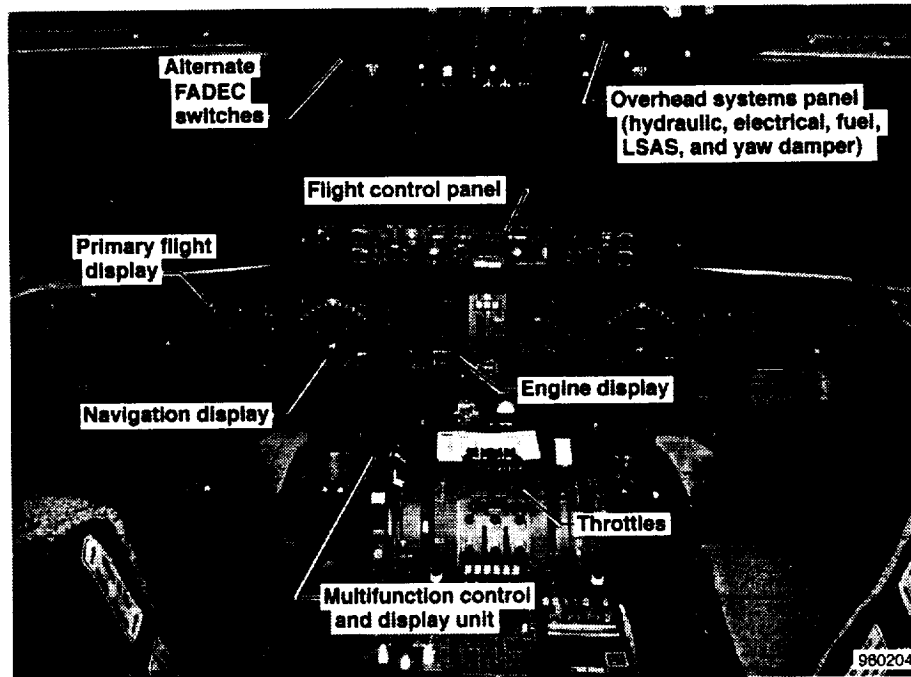 Alternate
FADEC
switches
Overhead systems panel
(hydraulic, electrical, fuel,
LSAS, and yaw damper)
Flight control panel
Primary flight
display
Engine display
Navigation display
Throttles
Multifunction control
and display unit
960204